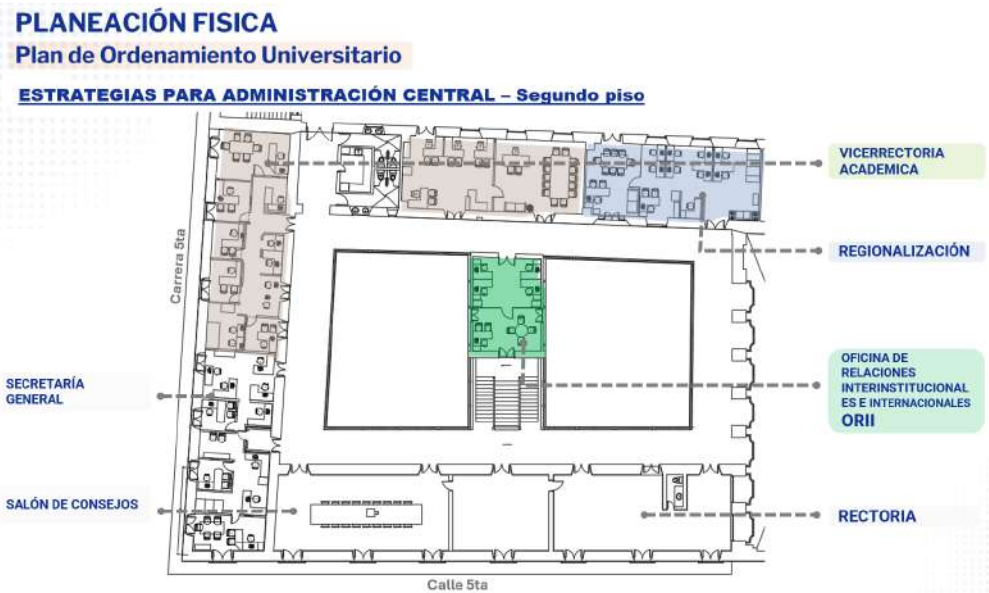 PLANEACIÓN FISICA
Plan de Ordenamiento Universitario
ESTRATEGIAS PARA ADMINISTRACIÓN CENTRAL – Segundo piso
VICERRECTORIA
ACADEMICA
REGIONALIZACIÓN
Carrera 5ta
OFICINA DE
RELACIONES
INTERINSTITUCIONAL
ES E INTERNACIONALES
ORII
SECRETARÍA
GENERAL
SALÓN DE CONSEJOS
RECTORIA
Calle 5ta